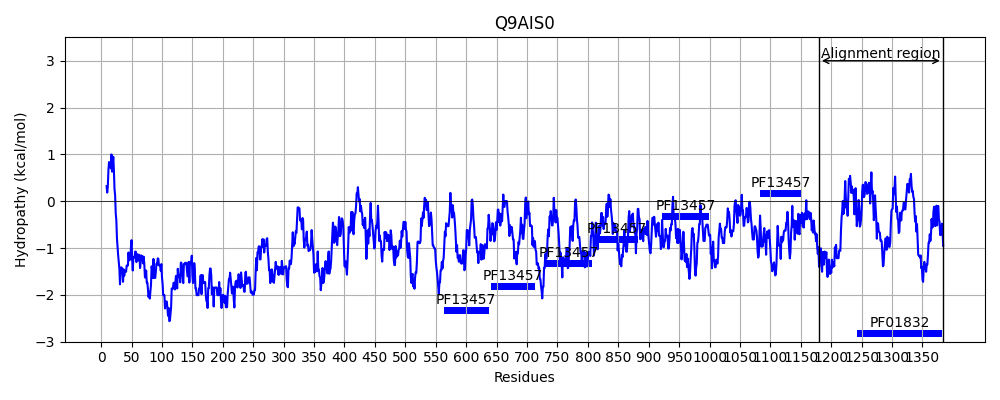 Q9AIS0
Hydropathy (kcal/mol)
3
2
1
0
−1
−2
−3
Alignment region
PF13457
PF13457
PF13457
PF13457
PF13457
PF13457
PF01832
0 50 100 150 200 250 300 350 400 450 500 550 600 650 700 750 800 850 900 950 1000 1050 1100 1150 1200 1250 1300 1350
Residues